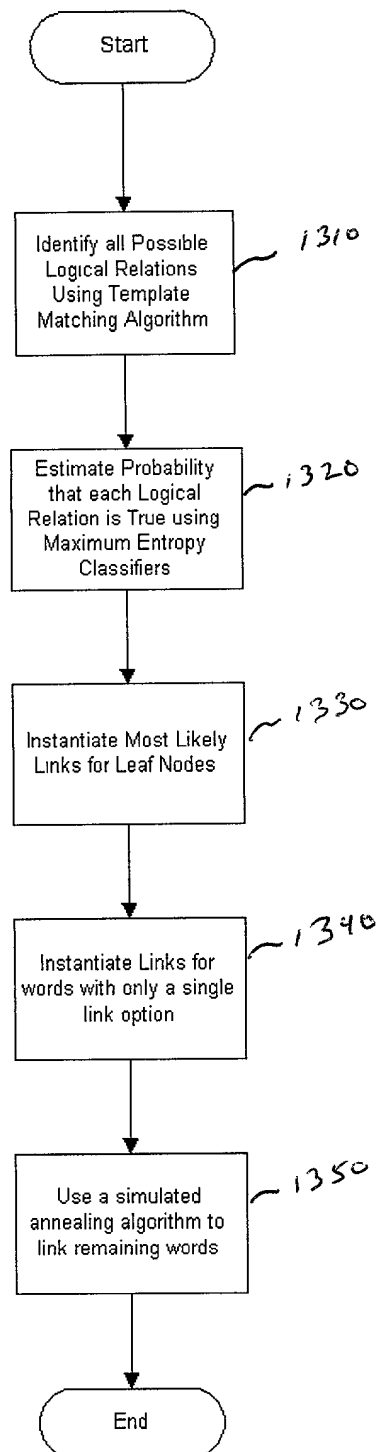 Start
Identify all Possible
Logical Relations
Using Template
Matching Algorithm
1310
Estimate Probability
that each Logical
Relation is True using
Maximum Entropy
Classifiers
1320
Instantiate Most Likely
Links for Leaf Nodes
1330
Instantiate Links for
words with only a single
link option
1340
Use a simulated
annealing algorithm to
link remaining words
1350
End